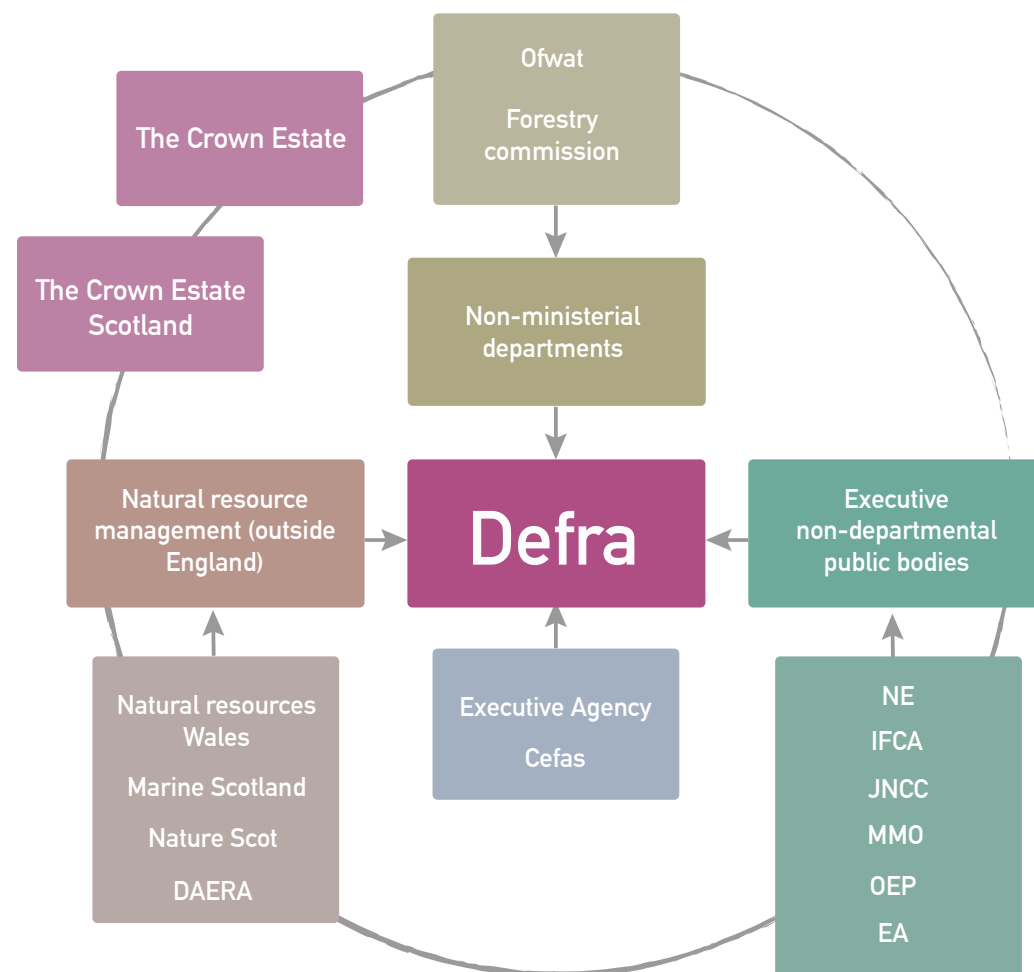 Ofwat
Forestry
commission
The Crown Estate
The Crown Estate
Scotland
Non-ministerial
departments
Natural resource
management (outside
England)
Defra
Executive
non-departmental
public bodies
Natural resources
Wales
Marine Scotland
Nature Scot
DAERA
Executive Agency
Cefas
NE
IFCA
JNCC
MMO
OEP
EA